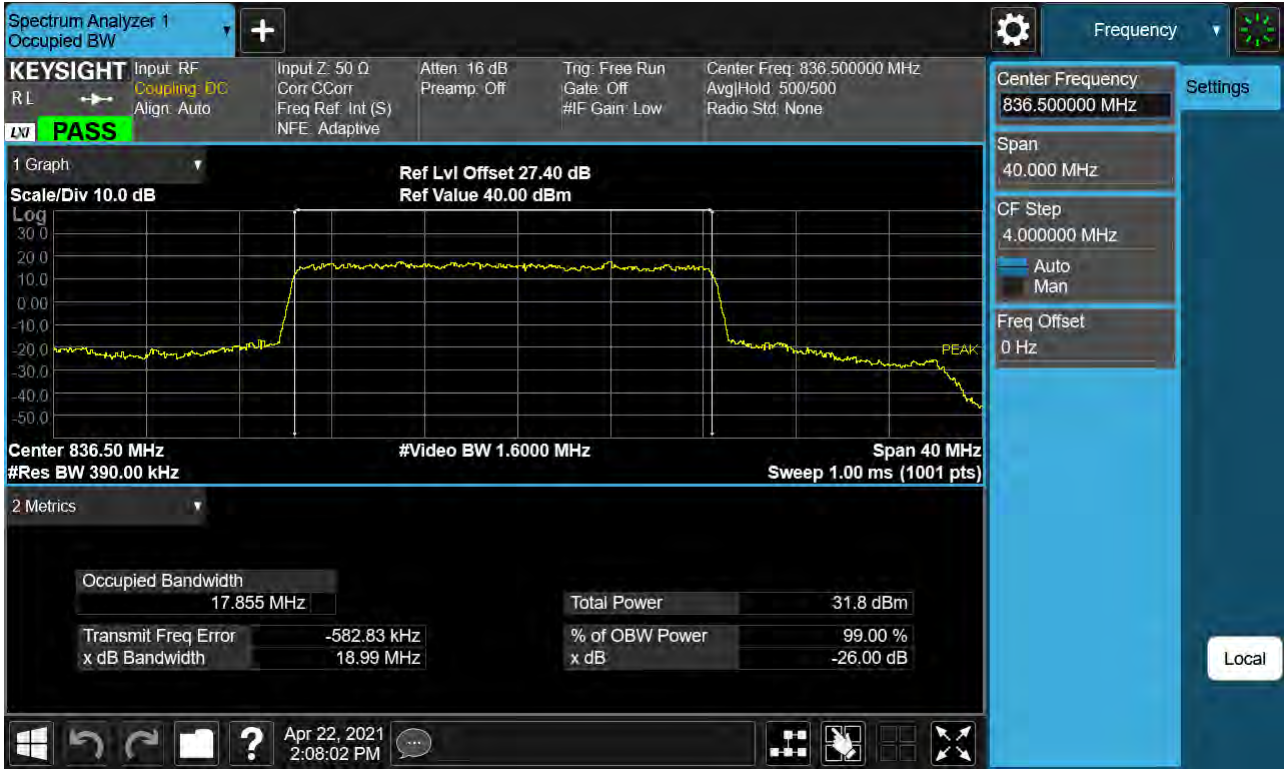 Spectrum Analyzer 1
Occupied BW
Frequency
KEYSIGHT
R L
LXI PASS
Input: RF
Coupling: DC
Align: Auto
Input Z: 50 Ω
Corr CCorr
Freq Ref: Int (S)
NFE: Adaptive
Atten: 16 dB
Preamp: Off
Trig: Free Run
Gate: Off
#IF Gain: Low
Center Freq: 836.500000 MHz
Avg|Hold: 500/500
Radio Std: None
Center Frequency
836.500000 MHz
Settings
Span
40.000 MHz
CF Step
4.000000 MHz
Auto
Man
Freq Offset
0 Hz
Local
1 Graph
Scale/Div 10.0 dB
Ref Lvl Offset 27.40 dB
Ref Value 40.00 dBm
Log
30.0
20.0
10.0
0.00
-10.0
-20.0
-30.0
-40.0
-50.0
PEAK
Center 836.50 MHz
#Video BW 1.6000 MHz
Span 40 MHz
#Res BW 390.00 kHz
Sweep 1.00 ms (1001 pts)
2 Metrics
Occupied Bandwidth
17.855 MHz
Total Power 31.8 dBm
Transmit Freq Error -582.83 kHz
% of OBW Power 99.00 %
x dB Bandwidth 18.99 MHz
x dB -26.00 dB
?
Apr 22, 2021
2:08:02 PM